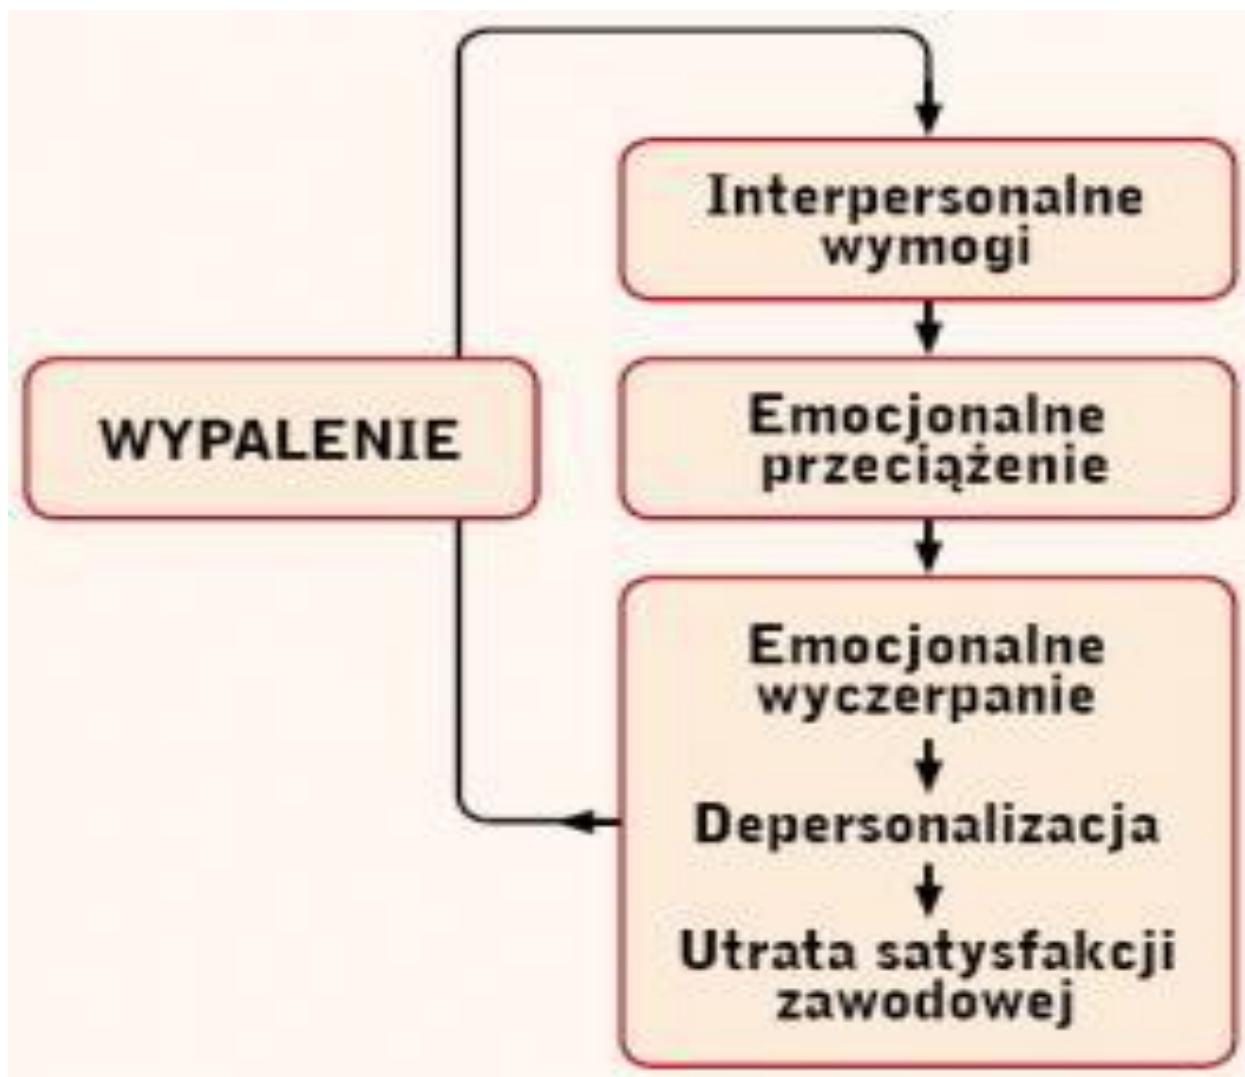 Interpersonalne
wymogi
WYPALENIE
Emocjonalne
przeciążenie
Emocjonalne
wyczerpanie
Depersonalizacja
Utrata satysfakcji
zawodowej